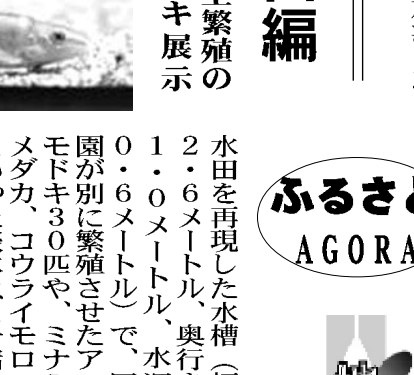 編
繁殖の
キ展示
ふるさと
AGORA
水田を再現した水槽（
2・6メートル、奥行
1・0メートル、水
0・6メートル）で、
園が別に繁殖させたア
モドキ30匹や、ミナ
メダカ、コウライモロ